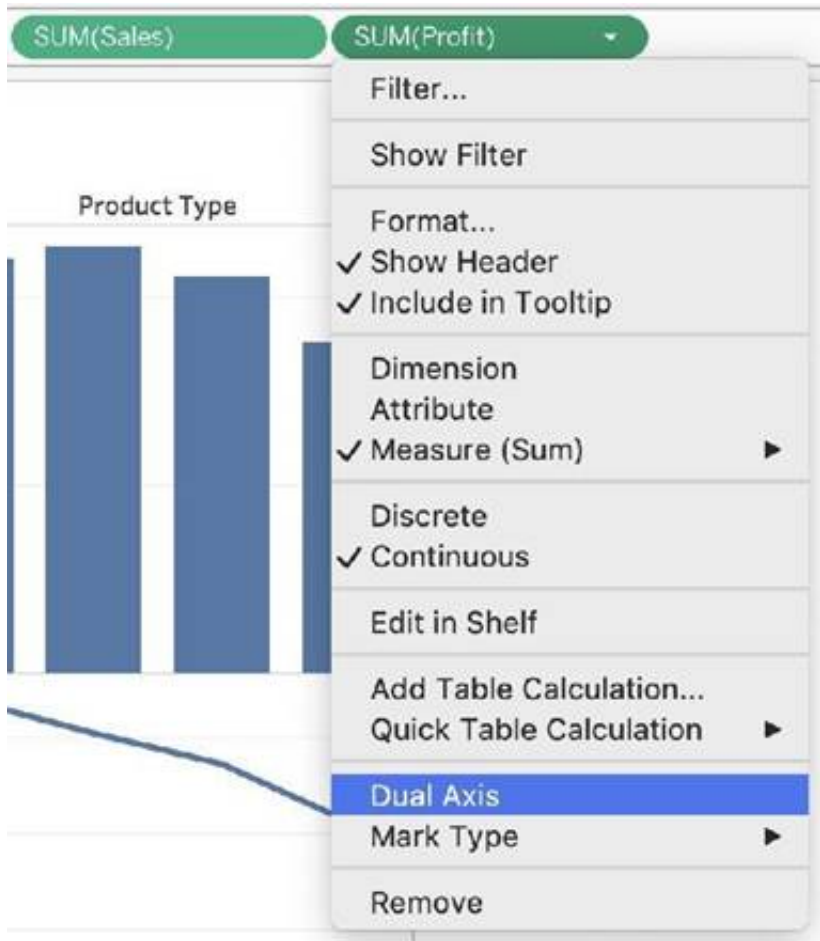 SUM(Sales)
SUM(Profit)
Filter...
Show Filter
Product Type
Format...
Show Header
Include in Tooltip
Dimension
Attribute
Measure (Sum)
Discrete
Continuous
Edit in Shelf
Add Table Calculation...
Quick Table Calculation
Dual Axis
Mark Type
Remove